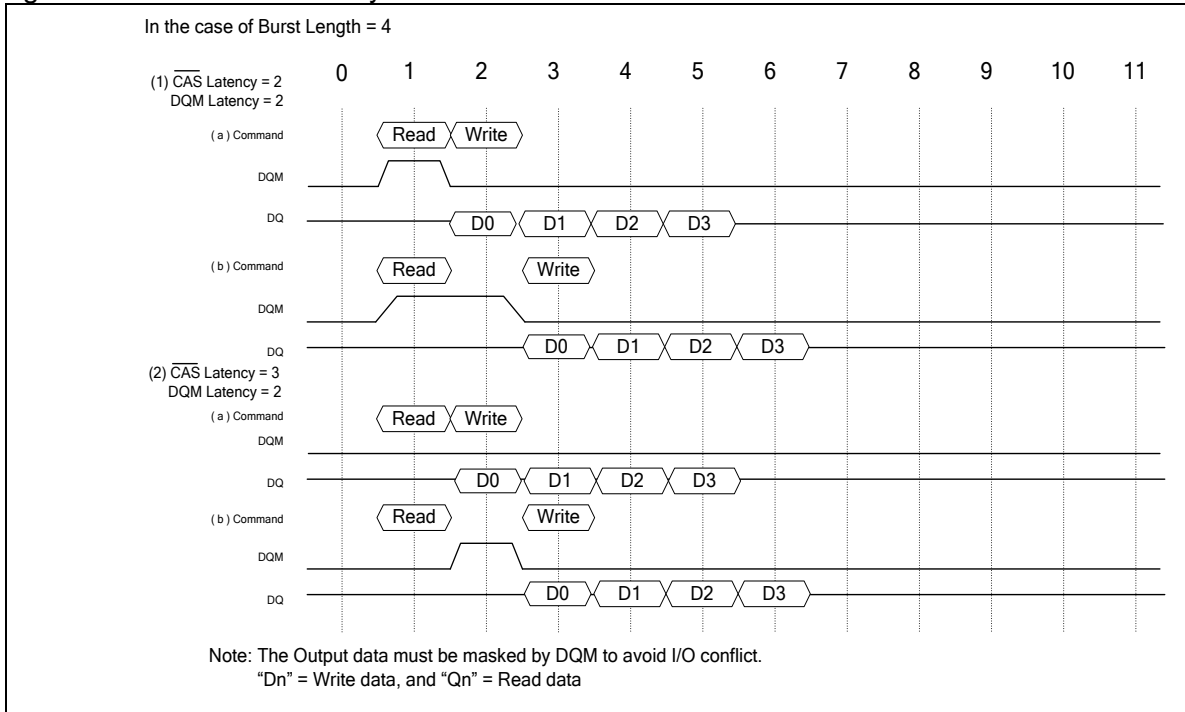 In the case of Burst Length = 4
0 1 2 3 4 5 6 7 8 9 10 11
(1) CAS Latency = 2
DQM Latency = 2
( a ) Command Read Write
DQM
DQ D0 D1 D2 D3
( b ) Command Read Write
DQM
DQ D0 D1 D2 D3
(2) CAS Latency = 3
DQM Latency = 2
( a ) Command Read Write
DQM
DQ D0 D1 D2 D3
( b ) Command Read Write
DQM
DQ D0 D1 D2 D3
Note: The Output data must be masked by DQM to avoid I/O conflict.
“Dn” = Write data, and “Qn” = Read data